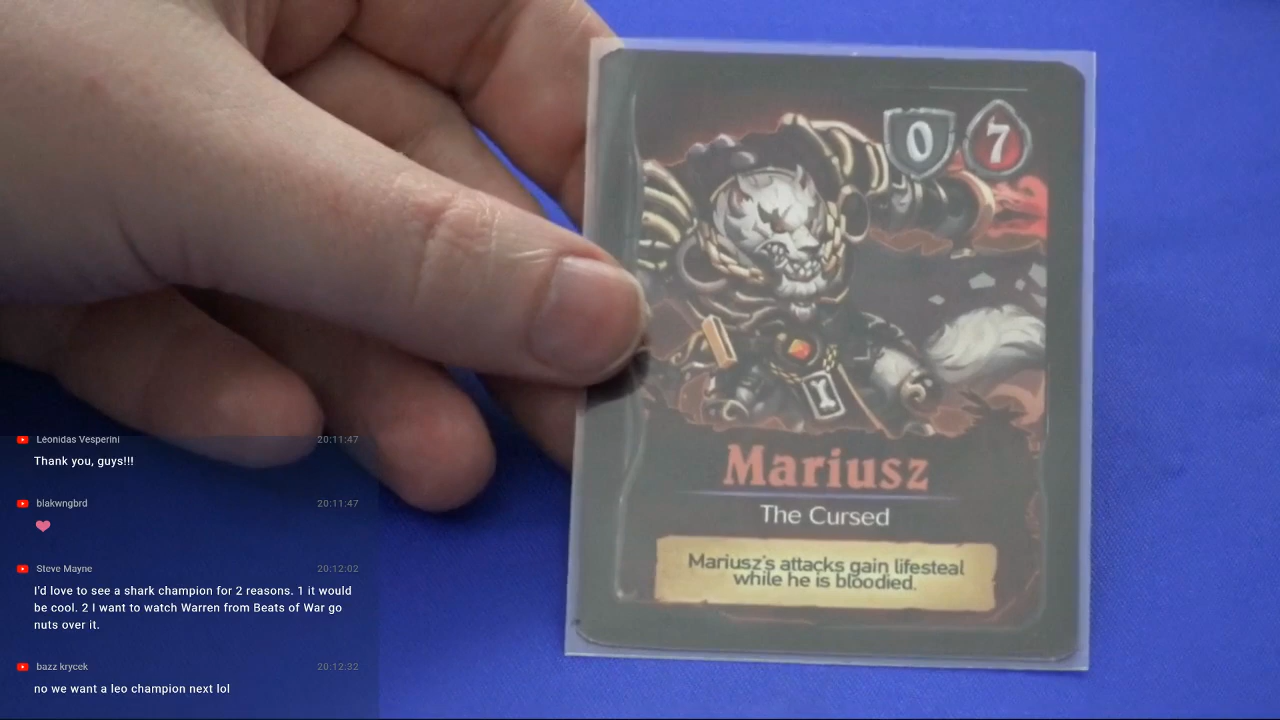 0 7
Mariusz
The Cursed
Mariusz's attacks gain lifesteal
while he is bloodied.
Leonidas Vesperini 20:11:47
Thank you, guys!!!
blakwngbrd 20:11:47
Steve Mayne 20:12:02
I'd love to see a shark champion for 2 reasons. 1 it would
be cool. 2 I want to watch Warren from Beats of War go
nuts over it.
bazz krycek 20:12:32
no we want a leo champion next lol